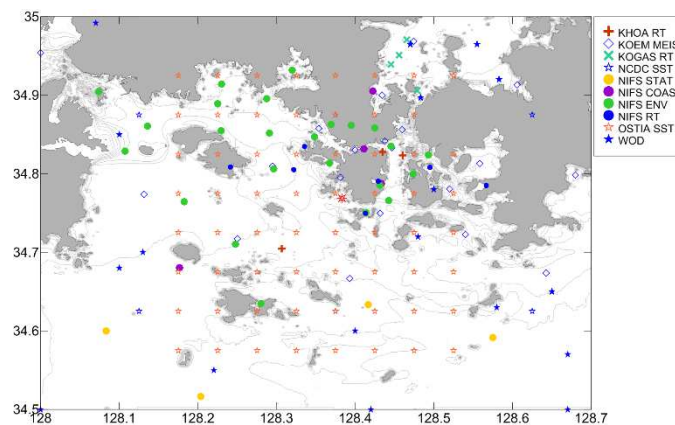 35
34.9
34.8
34.7
34.6
34.5
128
128.1
128.2
128.3
128.4
128.5
128.6
128.7
KHOA RT
KOEM MEIS
KOGAS RT
NCDC SST
NIFS STAT
NIFS COAS
NIFS ENV
NIFS RT
OSTIA SST
WOD